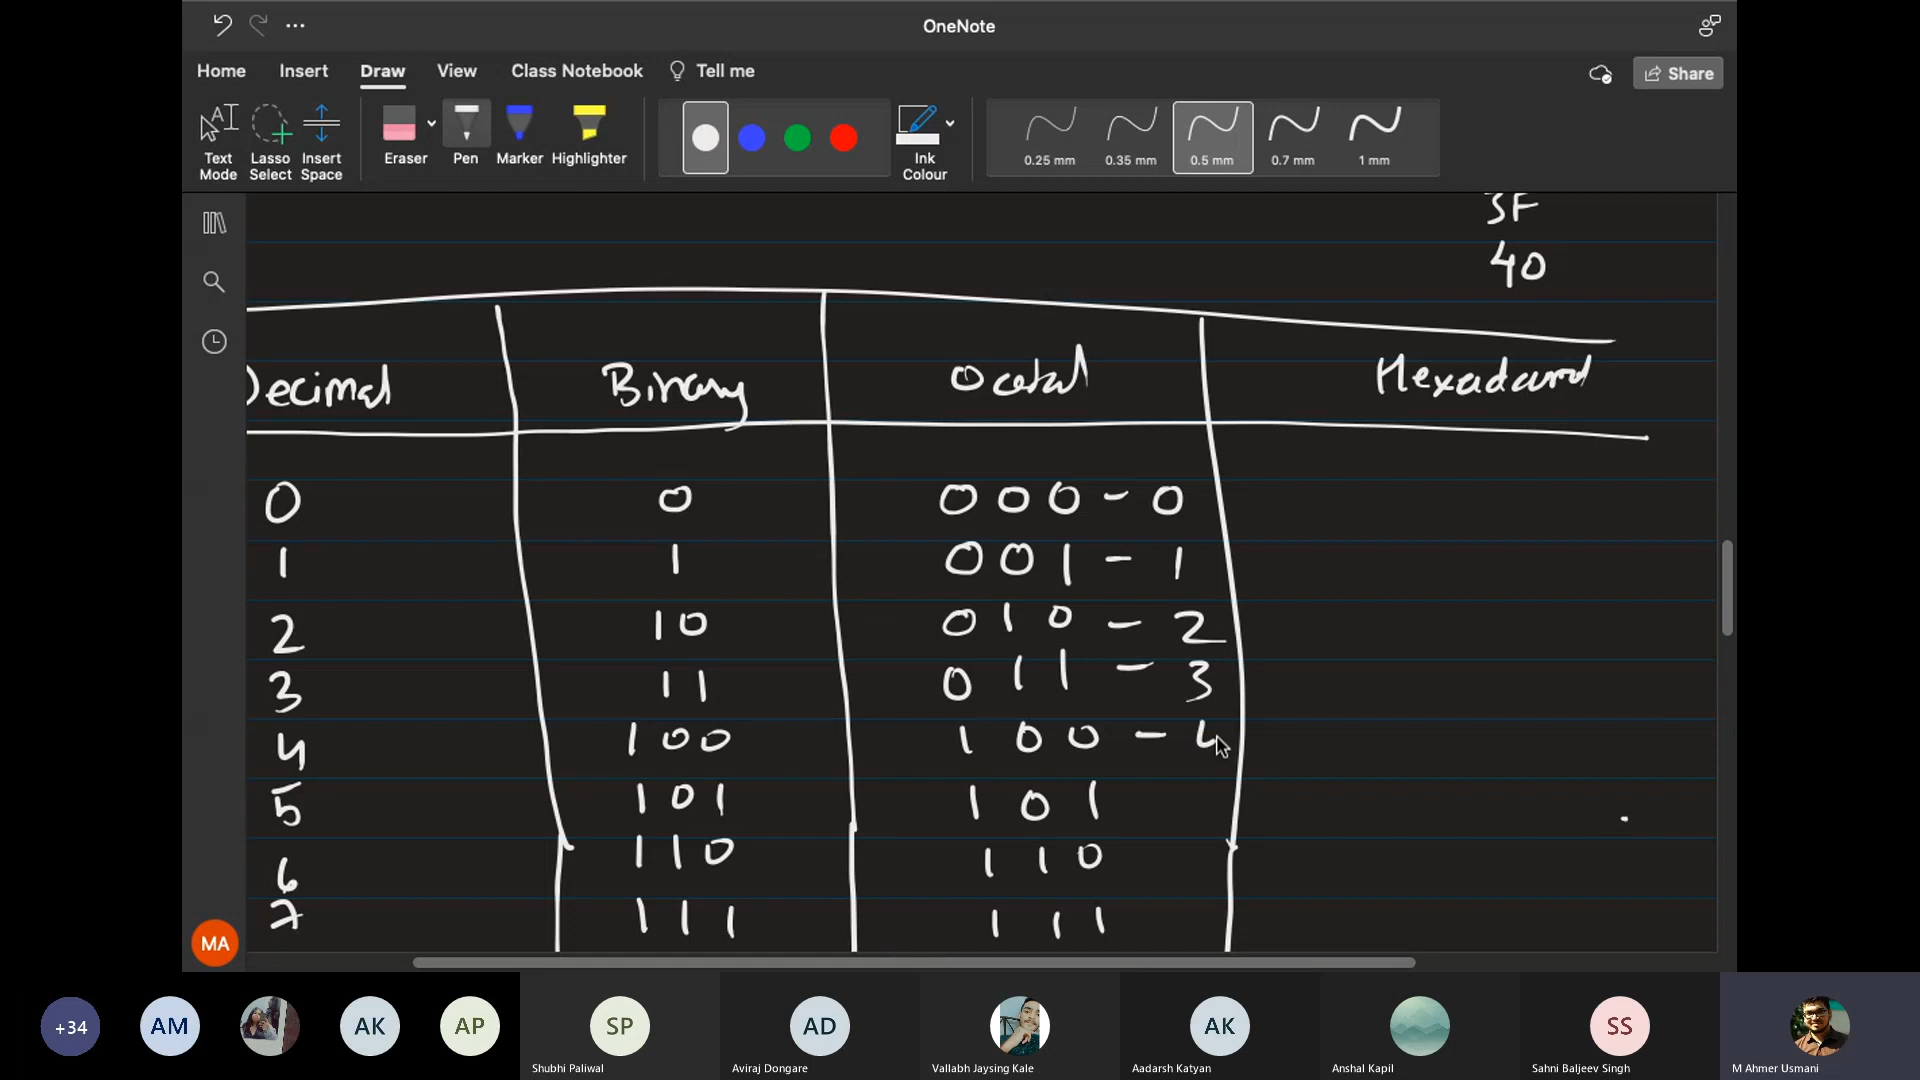 OneNote
Home Insert Draw View Class Notebook Tell me
Share
Text Mode
Lasso Select
Insert Space
Eraser
Pen
Marker
Highlighter
Ink Colour
0.25 mm
0.35 mm
0.5 mm
0.7 mm
1 mm
3F
40
Decimal Binary Octal
0 0 000 - 0
1 1 001 - 1
2 10 010 - 2
3 11 011 - 3
4 100 100 - 4
5 101 101
6 110 110
7 111 111
MA
+34 AM AK AP SP AD AK SS
Shubhi Paliwal Aviraj Dongare Vallabh Jaysing Kale Aadarsh Katyan Anshal Kapil Sahni Baljeev Singh M Ahmer Usmani